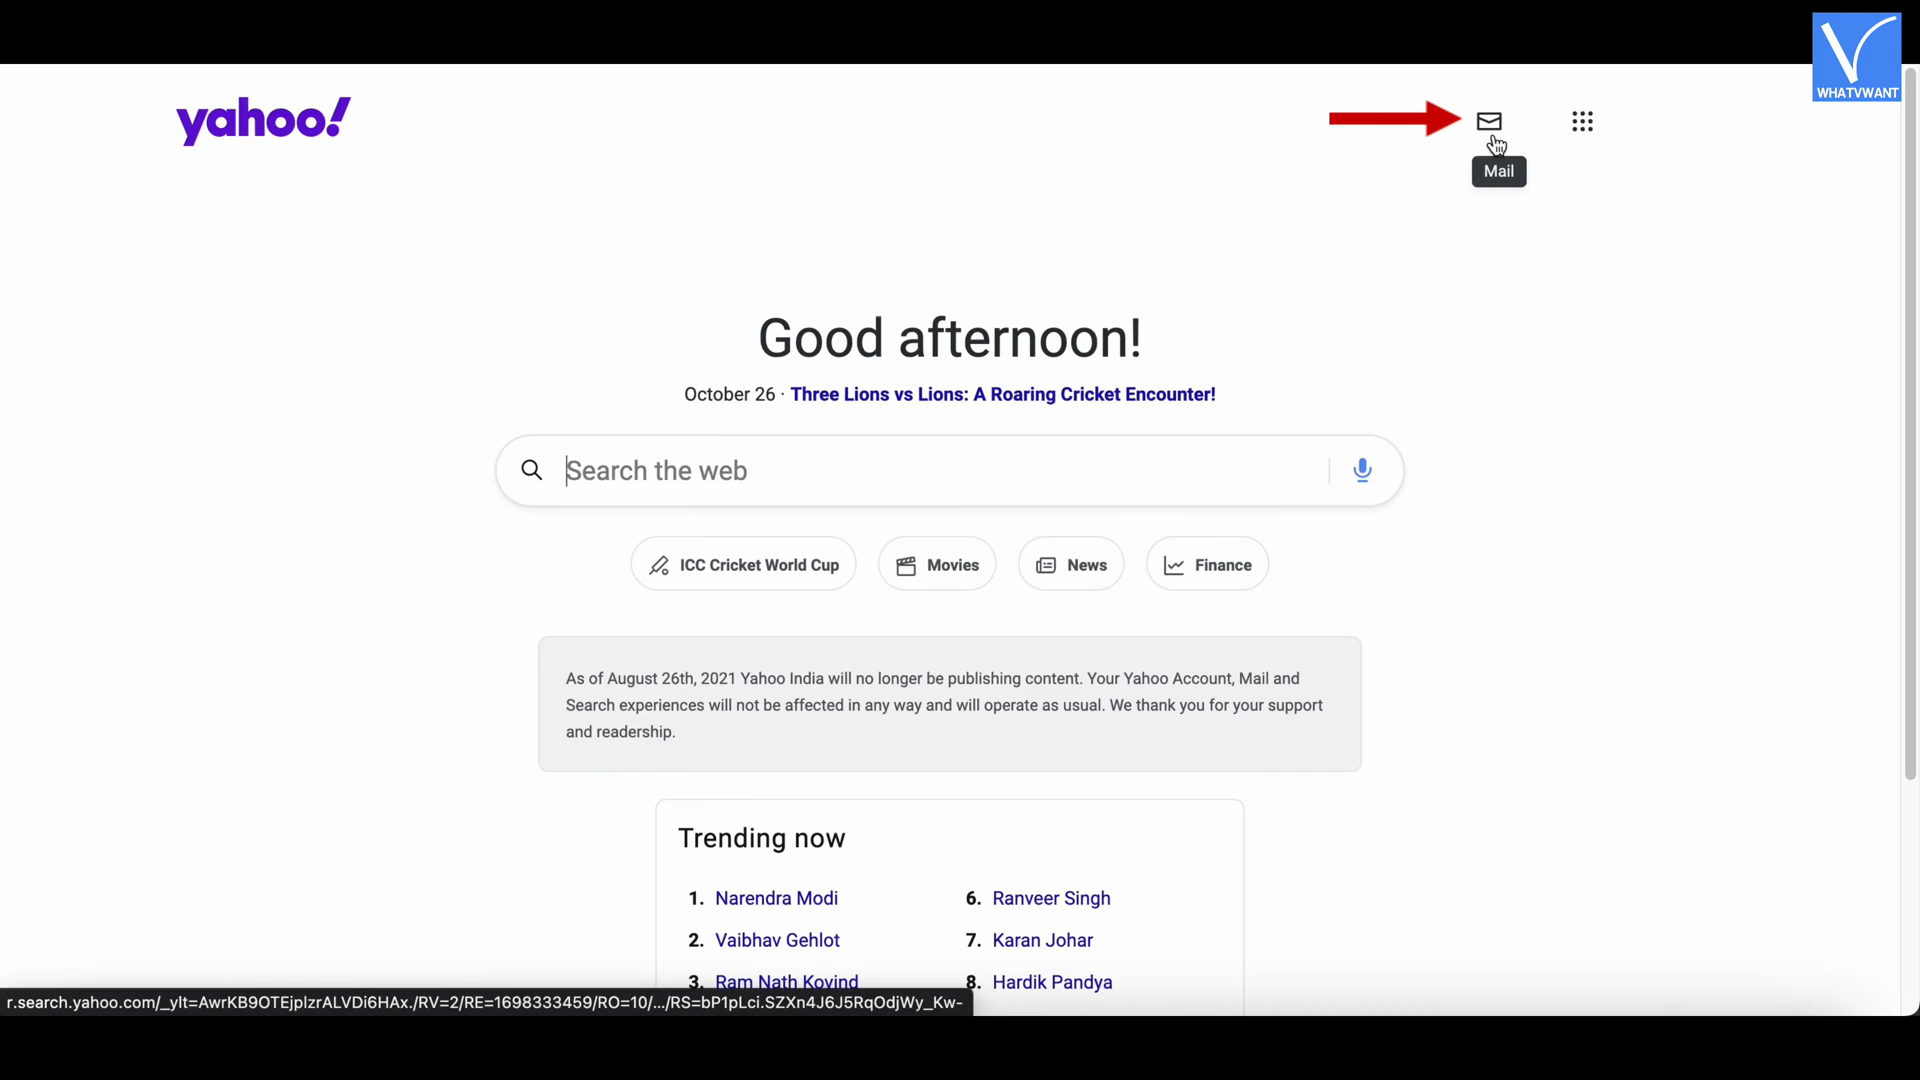 WHATVWANT
yahoo!
Mail
Good afternoon!
October 26 · Three Lions vs Lions: A Roaring Cricket Encounter!
Search the web
ICC Cricket World Cup
Movies
News
Finance
As of August 26th, 2021 Yahoo India will no longer be publishing content. Your Yahoo Account, Mail and
Search experiences will not be affected in any way and will operate as usual. We thank you for your support
and readership.
Trending now
1. Narendra Modi
2. Vaibhav Gehlot
3. Ram Nath Kovind
6. Ranveer Singh
7. Karan Johar
8. Hardik Pandya
r.search.yahoo.com/_ylt=AwrKB9OTEjplzrALVDi6HAx./RV=2/RE=1698333459/RO=10/.../RS=bP1pLci.SZXn4J6J5RqOdjWy_Kw-